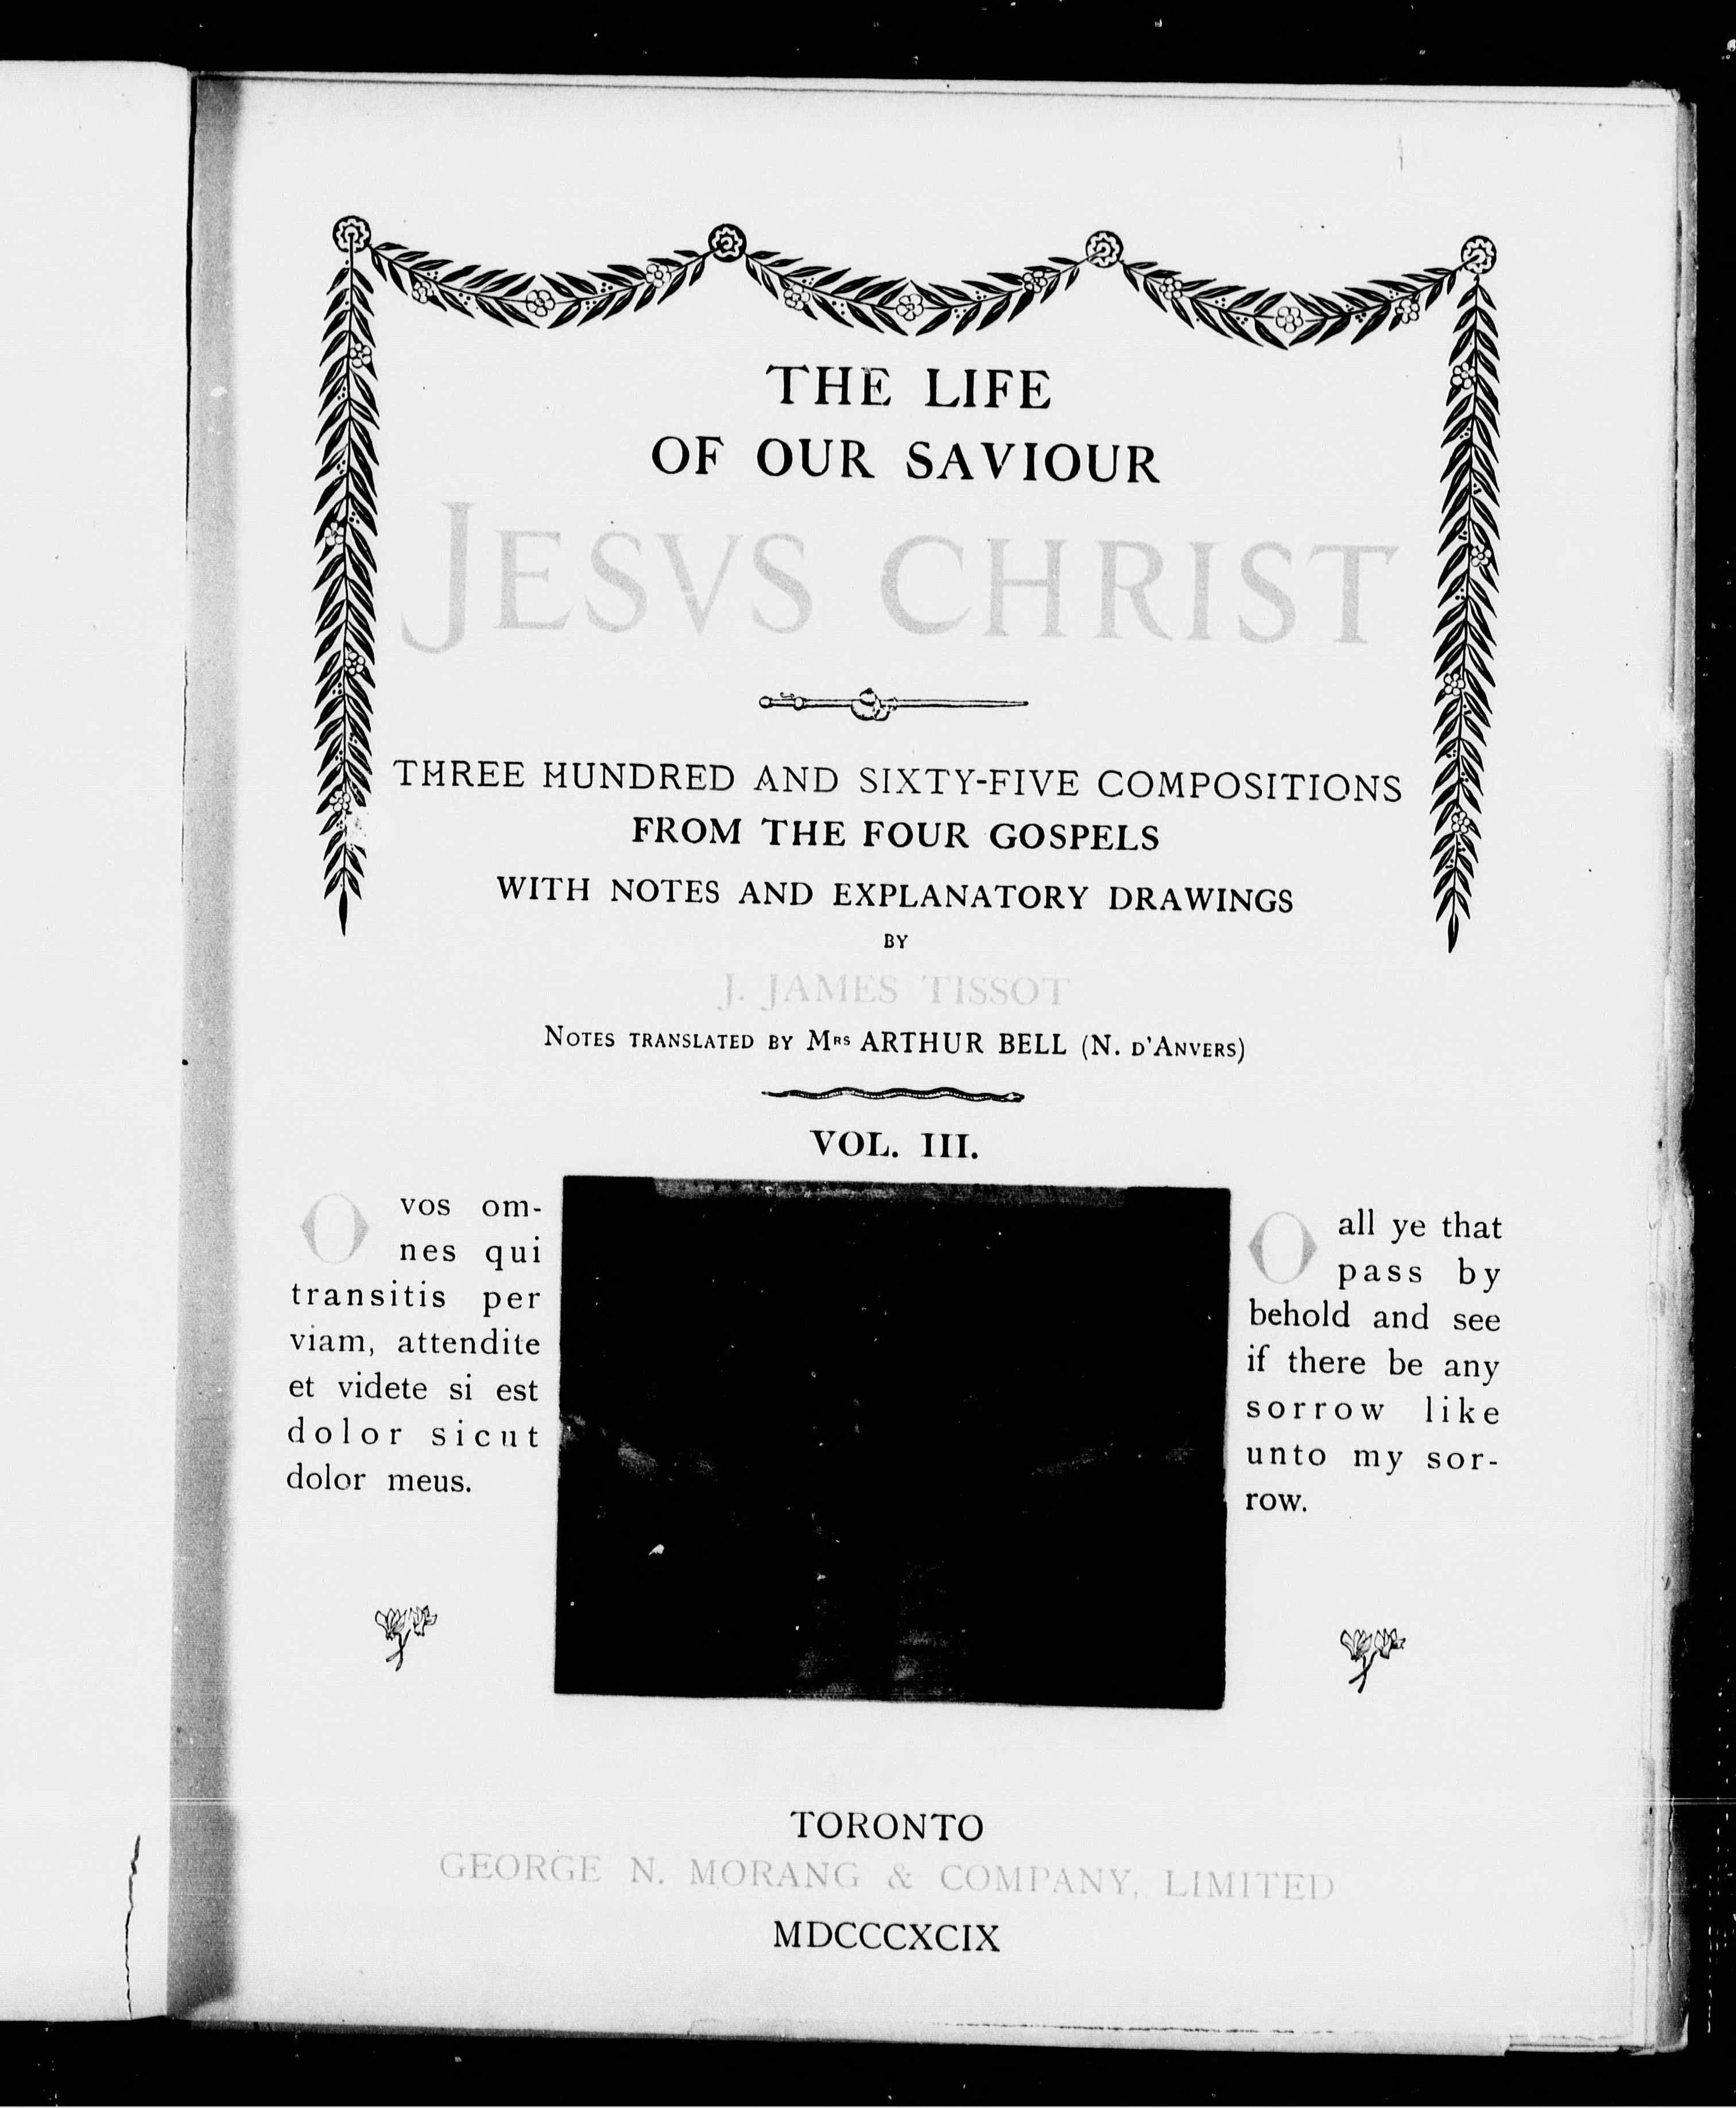 THE LIFE
OF OUR SAVIOUR
JESVS CHRIST
THREE HUNDRED AND SIXTY-FIVE COMPOSITIONS
FROM THE FOUR GOSPELS
WITH NOTES AND EXPLANATORY DRAWINGS
BY
J. JAMES TISSOT
NOTES TRANSLATED BY Mrs ARTHUR BELL (N. D'ANVERS)
VOL. III.
O vos om-
nes qui
transitis per
viam, attendite
et videte si est
dolor sicut
dolor meus.
O all ye that
pass by
behold and see
if there be any
sorrow like
unto my sor-
row.
TORONTO
GEORGE N. MORANG & COMPANY, LIMITED
MDCCCXCIX